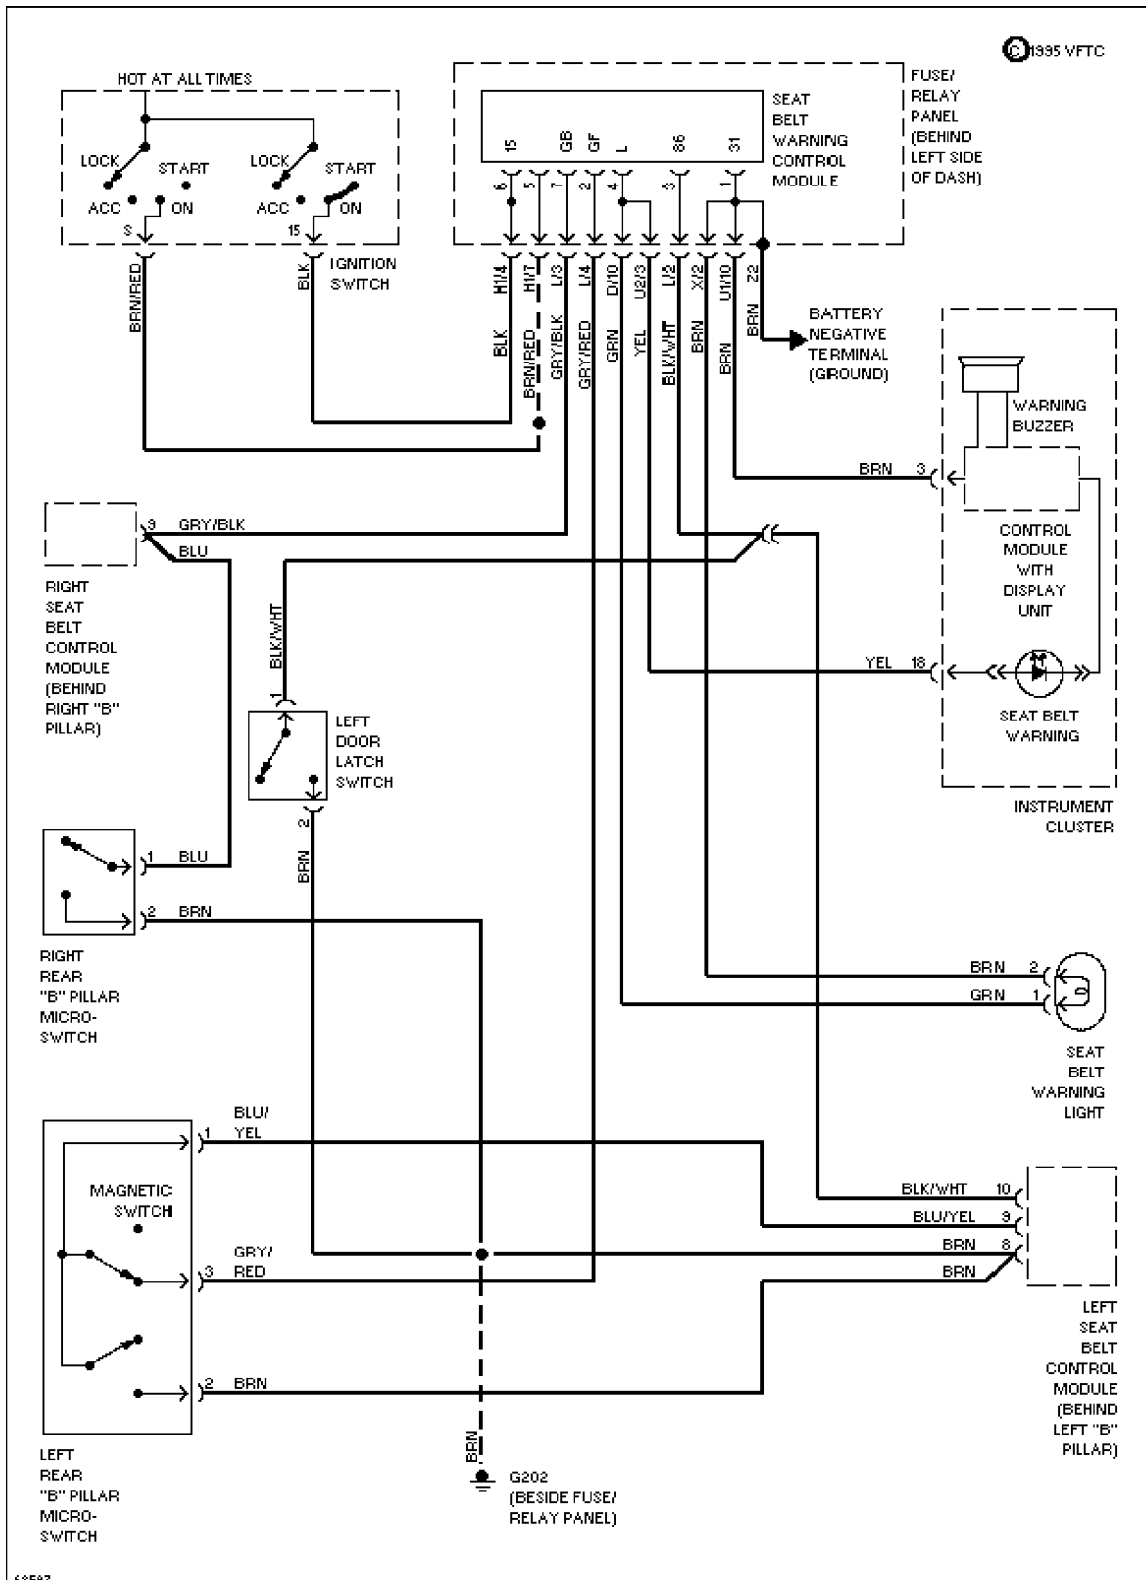 © 1995 VFTC
HOT AT ALL TIMES
LOCK
START
ACC
ON
S
LOCK
START
ACC
ON
15
IGNITION
SWITCH
BRN/RED
BLK
15
GB
GF
L
86
31
SEAT
BELT
WARNING
CONTROL
MODULE
FUSE/
RELAY
PANEL
(BEHIND
LEFT SIDE
OF DASH)
6
5
7
2
4
3
1
H1/4
H1/7
L/3
L/4
D/10
U2/3
L/2
X/2
U1/10
Z2
BLK
BRN/RED
GRY/BLK
GRY/RED
GRN
YEL
BLK/WHT
BRN
BRN
BRN
BATTERY
NEGATIVE
TERMINAL
(GROUND)
WARNING
BUZZER
BRN 3
CONTROL
MODULE
WITH
DISPLAY
UNIT
YEL 18
SEAT BELT
WARNING
INSTRUMENT
CLUSTER
9 GRY/BLK
BLU
RIGHT
SEAT
BELT
CONTROL
MODULE
(BEHIND
RIGHT "B"
PILLAR)
BLK/WHT
1
LEFT
DOOR
LATCH
SWITCH
2
BRN
1 BLU
2 BRN
RIGHT
REAR
"B" PILLAR
MICRO-
SWITCH
BRN 2
GRN 1
SEAT
BELT
WARNING
LIGHT
BLU/
1 YEL
MAGNETIC
SWITCH
GRY/
3 RED
2 BRN
LEFT
REAR
"B" PILLAR
MICRO-
SWITCH
BLK/WHT 10
BLU/YEL 9
BRN 8
BRN
LEFT
SEAT
BELT
CONTROL
MODULE
(BEHIND
LEFT "B"
PILLAR)
BRN
G202
(BESIDE FUSE/
RELAY PANEL)